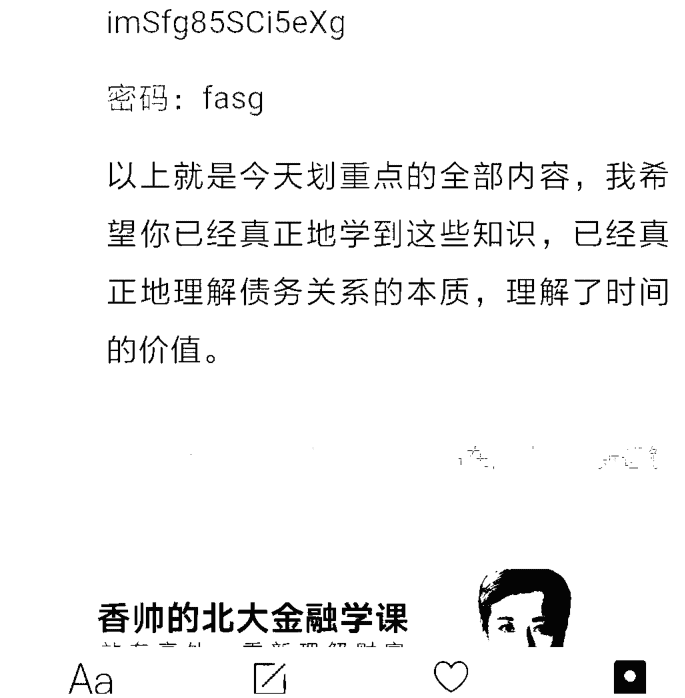 imSfg85SCi5eXg
密码：fasg
以上就是今天划重点的全部内容，我希
望你已经真正地学到这些知识，已经真
正地理解债务关系的本质，理解了时间
的价值。
香帅的北大金融学课
Aa